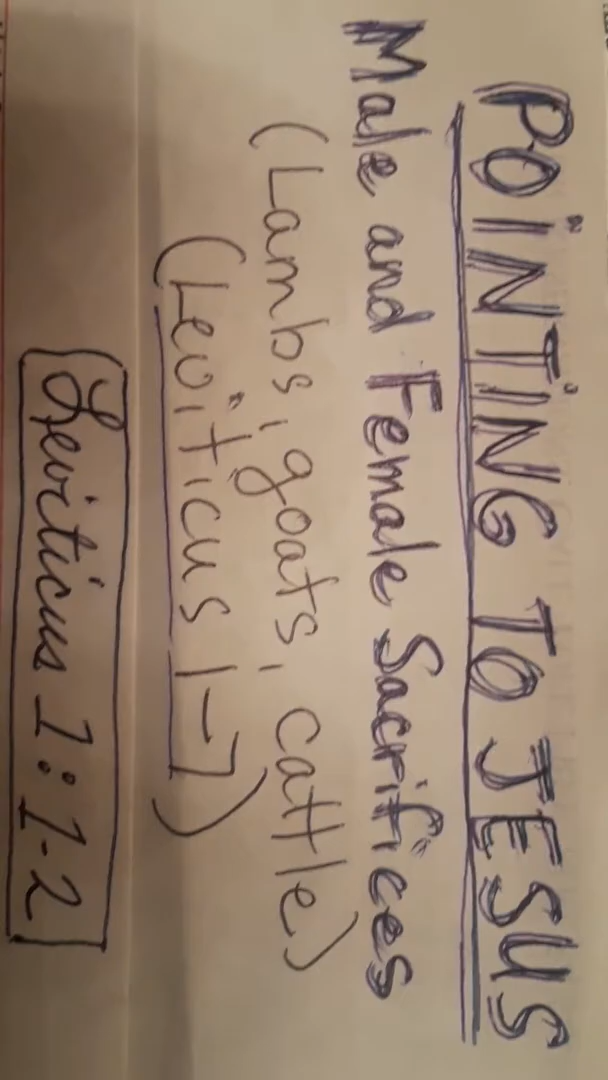 POINTING TO JESUS
Male and Female Sacrifices
(Lambs, goats, cattle)
(Leviticus 1-7)
Leviticus 1:1-2